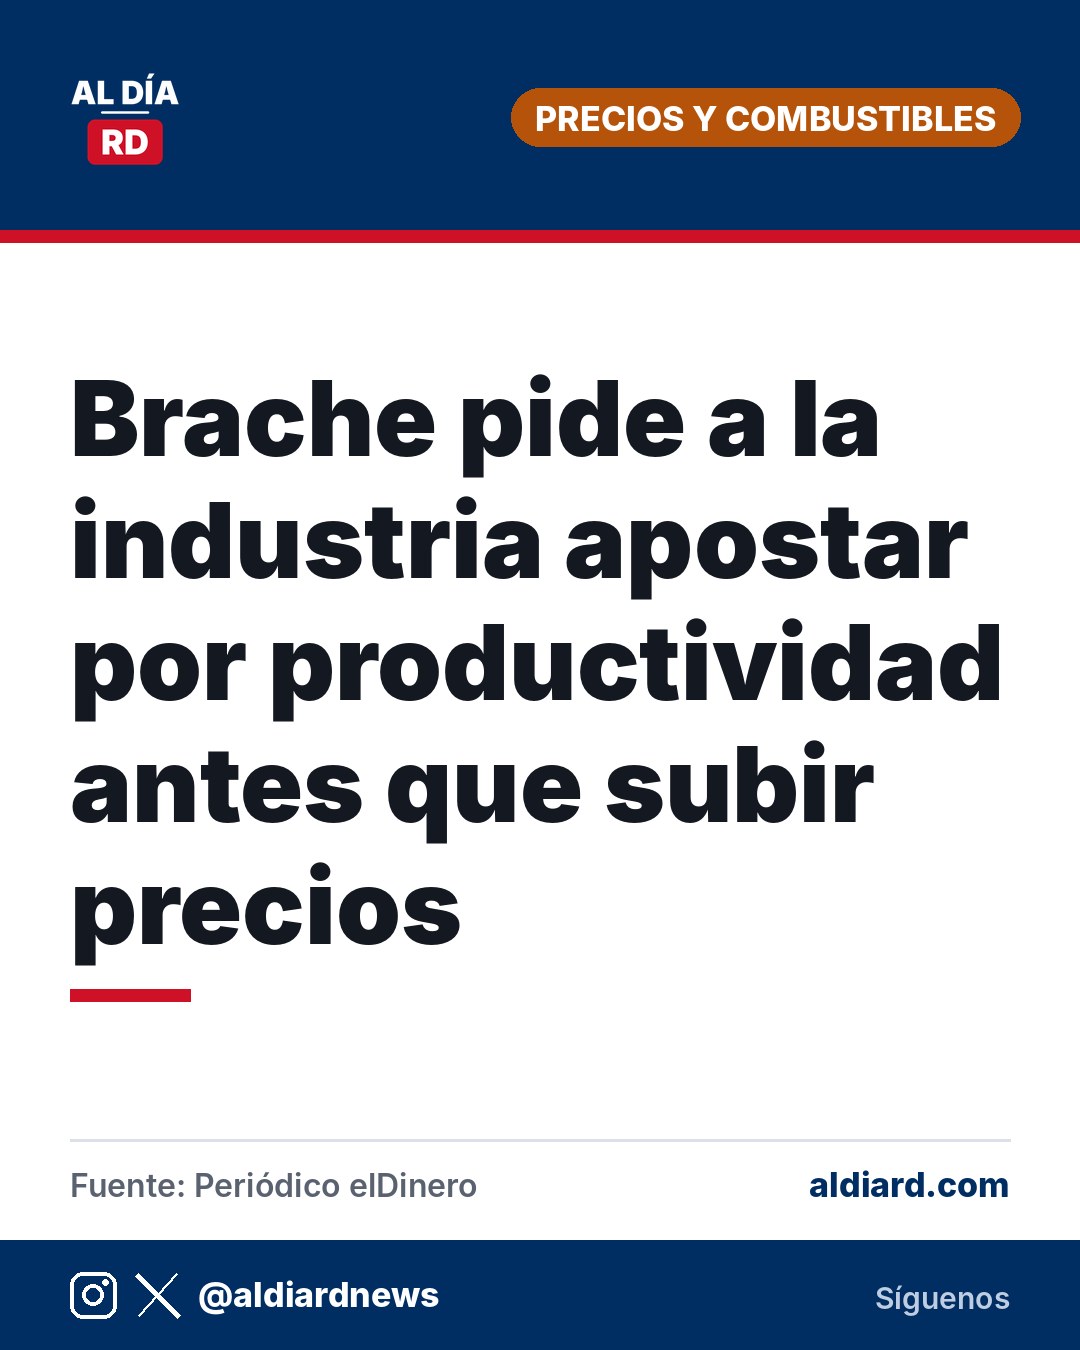 AL DÍA
RD
PRECIOS Y COMBUSTIBLES
Brache pide a la
industria apostar
por productividad
antes que subir
precios
Fuente: Periódico elDinero
aldiard.com
@aldiardnews
Síguenos